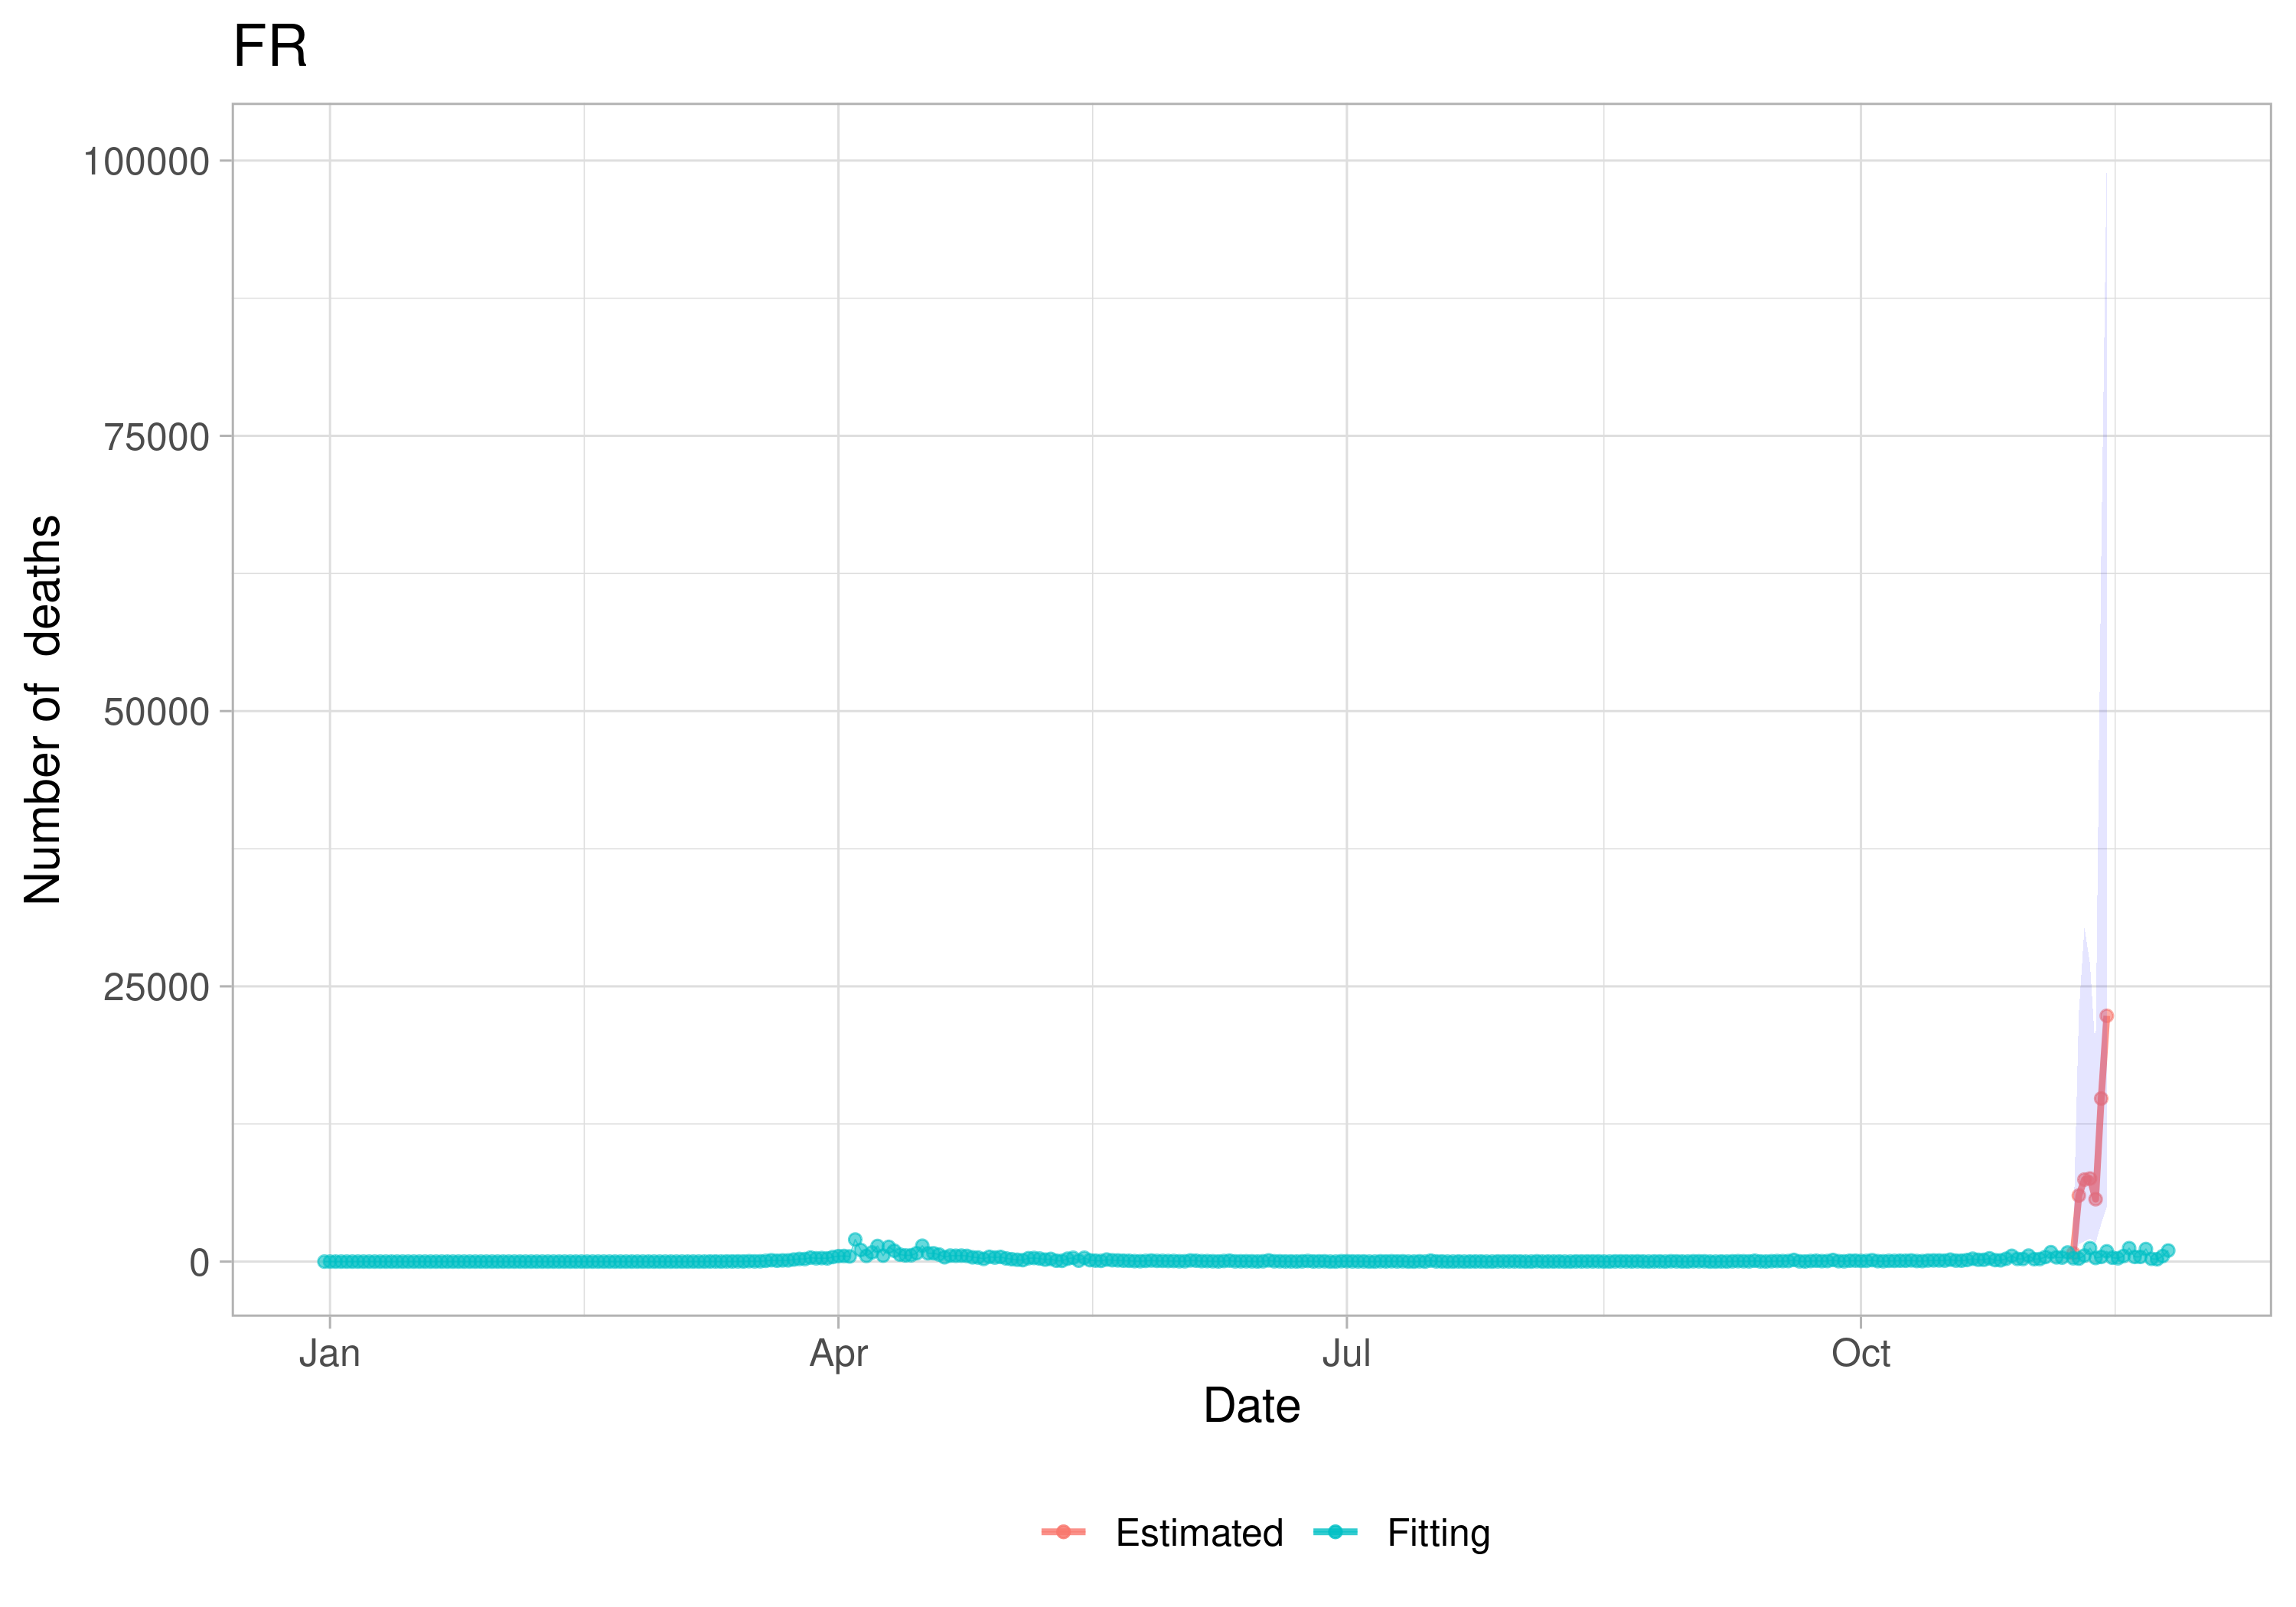 FR
100000
75000
50000
25000
0
Number of  deaths
Jan
Apr
Jul
Oct
Date
Estimated
Fitting